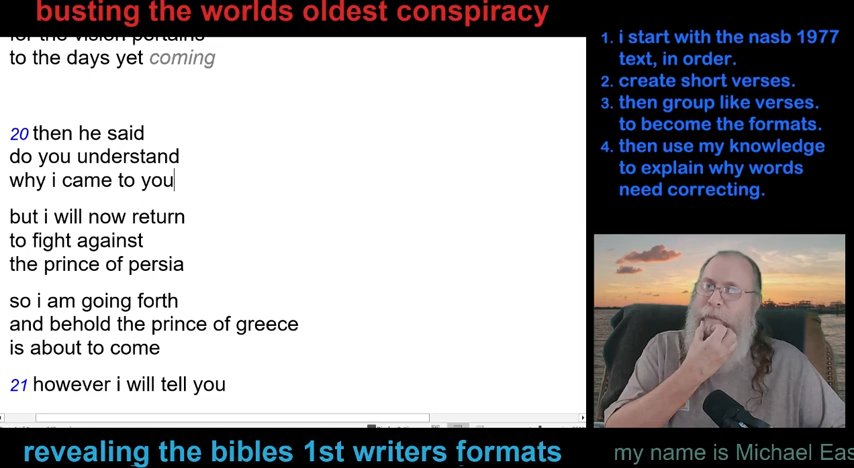 busting the worlds oldest conspiracy
for the vision pertains
to the days yet coming
20 then he said
do you understand
why i came to you
but i will now return
to fight against
the prince of persia
so i am going forth
and behold the prince of greece
is about to come
21 however i will tell you
1. i start with the nasb 1977
text, in order.
2. create short verses.
3. then group like verses.
to become the formats.
4. then use my knowledge
to explain why words
need correcting.
revealing the bibles 1st writers formats
my name is Michael Eas